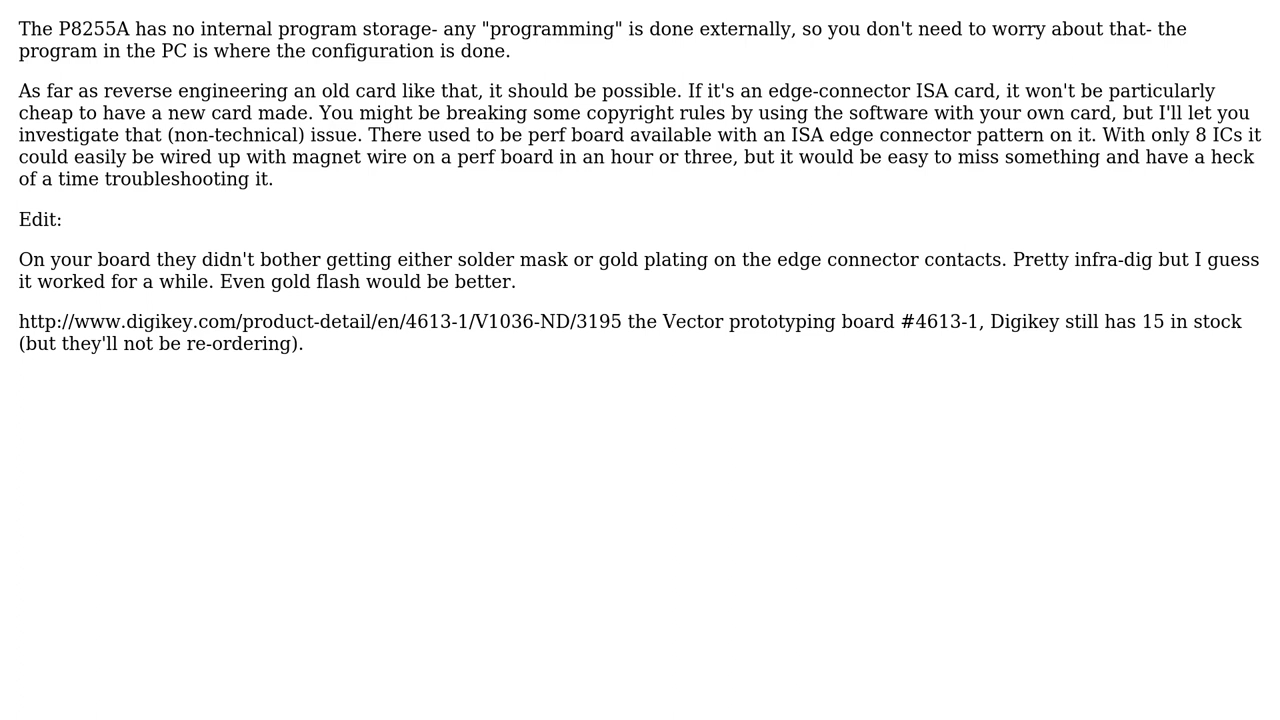 The P8255A has no internal program storage- any "programming" is done externally, so you don't need to worry about that- the
program in the PC is where the configuration is done.
As far as reverse engineering an old card like that, it should be possible. If it's an edge-connector ISA card, it won't be particularly
cheap to have a new card made. You might be breaking some copyright rules by using the software with your own card, but I'll let you
investigate that (non-technical) issue. There used to be perf board available with an ISA edge connector pattern on it. With only 8 ICs it
could easily be wired up with magnet wire on a perf board in an hour or three, but it would be easy to miss something and have a heck
of a time troubleshooting it.
Edit:
On your board they didn't bother getting either solder mask or gold plating on the edge connector contacts. Pretty infra-dig but I guess
it worked for a while. Even gold flash would be better.
http://www.digikey.com/product-detail/en/4613-1/V1036-ND/3195 the Vector prototyping board #4613-1, Digikey still has 15 in stock
(but they'll not be re-ordering).